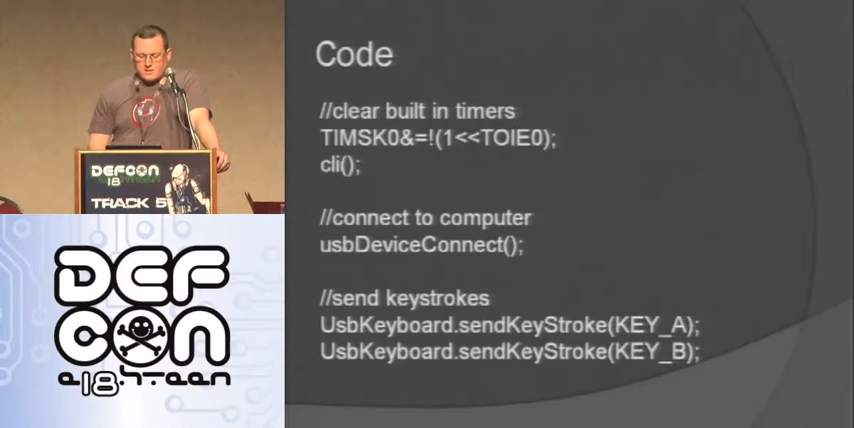 DEFCON
18
TRACK 5
DEF
CON
e18hteen
Code
//clear built in timers
TIMSK0&=!(1<<TOIE0);
cli();
//connect to computer
usbDeviceConnect();
//send keystrokes
UsbKeyboard.sendKeyStroke(KEY_A);
UsbKeyboard.sendKeyStroke(KEY_B);